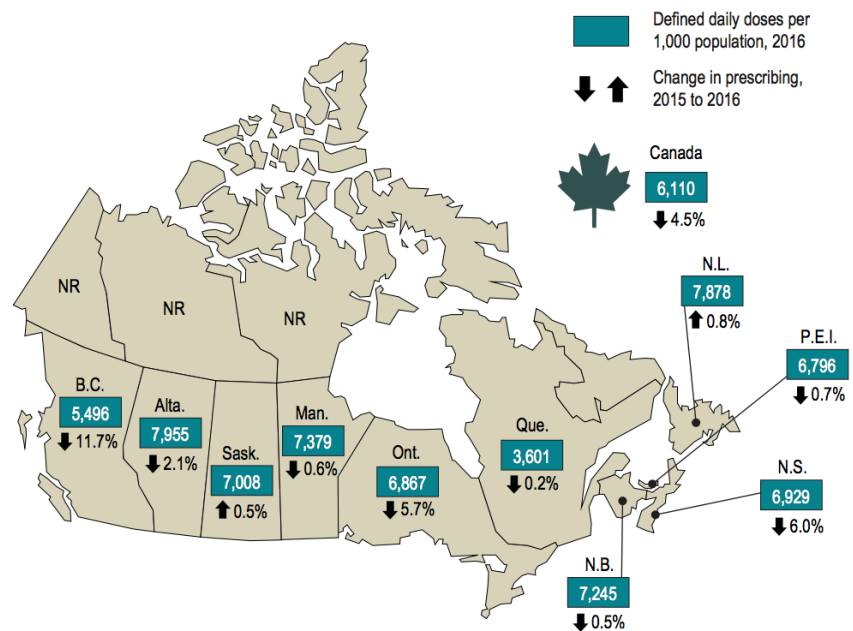 Defined daily doses per
1,000 population, 2016
Change in prescribing,
2015 to 2016
Canada
6,110
4.5%
NR
NR
NR
N.L.
7,878
0.8%
P.E.I.
6,796
0.7%
B.C.
5,496
11.7%
Alta.
7,955
2.1%
Sask.
7,008
0.5%
Man.
7,379
0.6%
Ont.
6,867
5.7%
Que.
3,601
0.2%
N.S.
6,929
6.0%
N.B.
7,245
0.5%